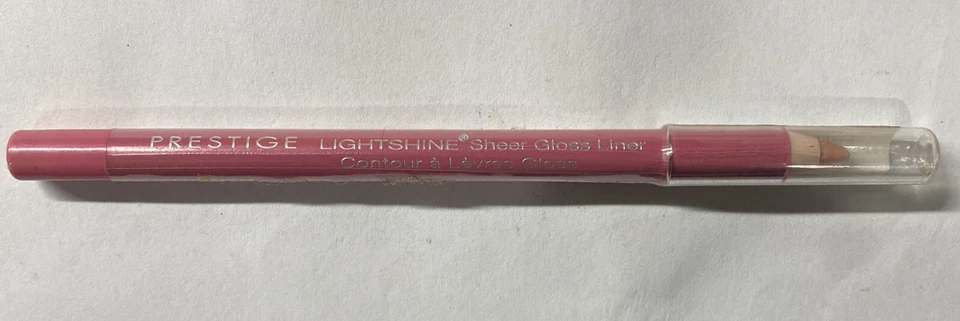 PRESTIGE LIGHTSHINE® Sheer Gloss Liner
Contour à Lèvres Gloss